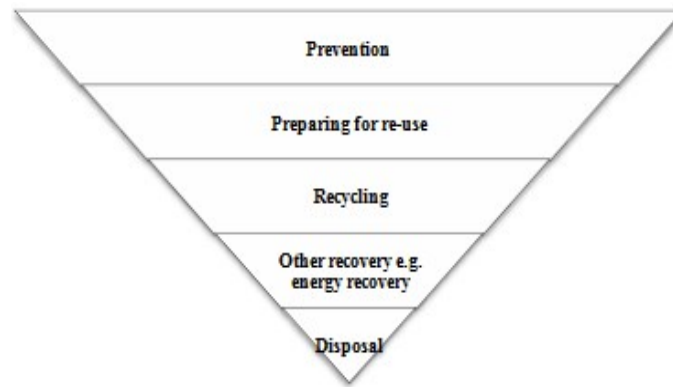 Prevention
Preparing for re-use
Recycling
Other recovery e.g.
energy recovery
Disposal